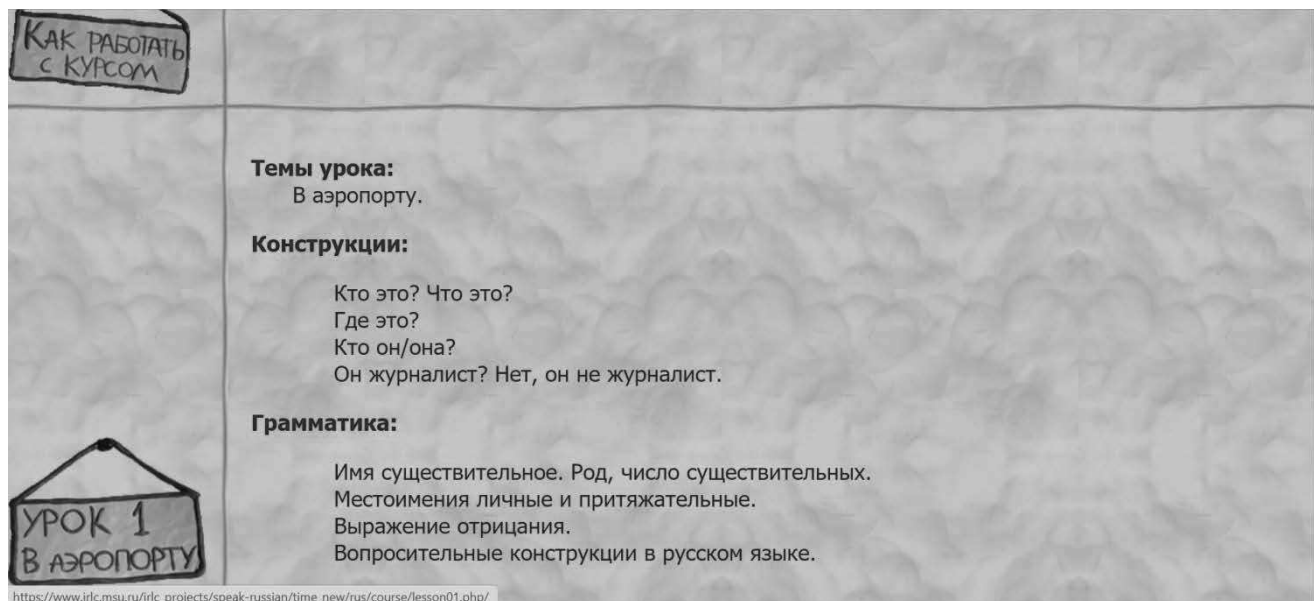 КАК РАБОТАТЬ
С КУРСОМ
Темы урока:
В аэропорту.
Конструкции:
Кто это? Что это?
Где это?
Кто он/она?
Он журналист? Нет, он не журналист.
Грамматика:
Имя существительное. Род, число существительных.
Местоимения личные и притяжательные.
Выражение отрицания.
Вопросительные конструкции в русском языке.
УРОК 1
В АЭРОПОРТУ
https://www.irlc.msu.ru/irlc_projects/speak-russian/time_new/rus/course/lesson01.php/